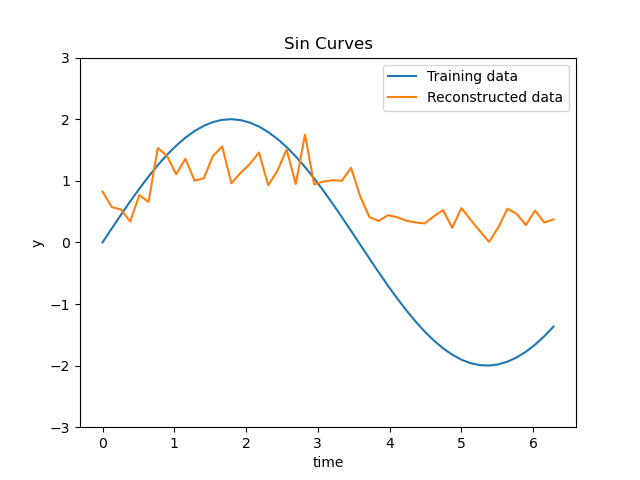 Sin Curves
Training data
Reconstructed data
3
2
1
0
−1
−2
−3
y
0 1 2 3 4 5 6
time